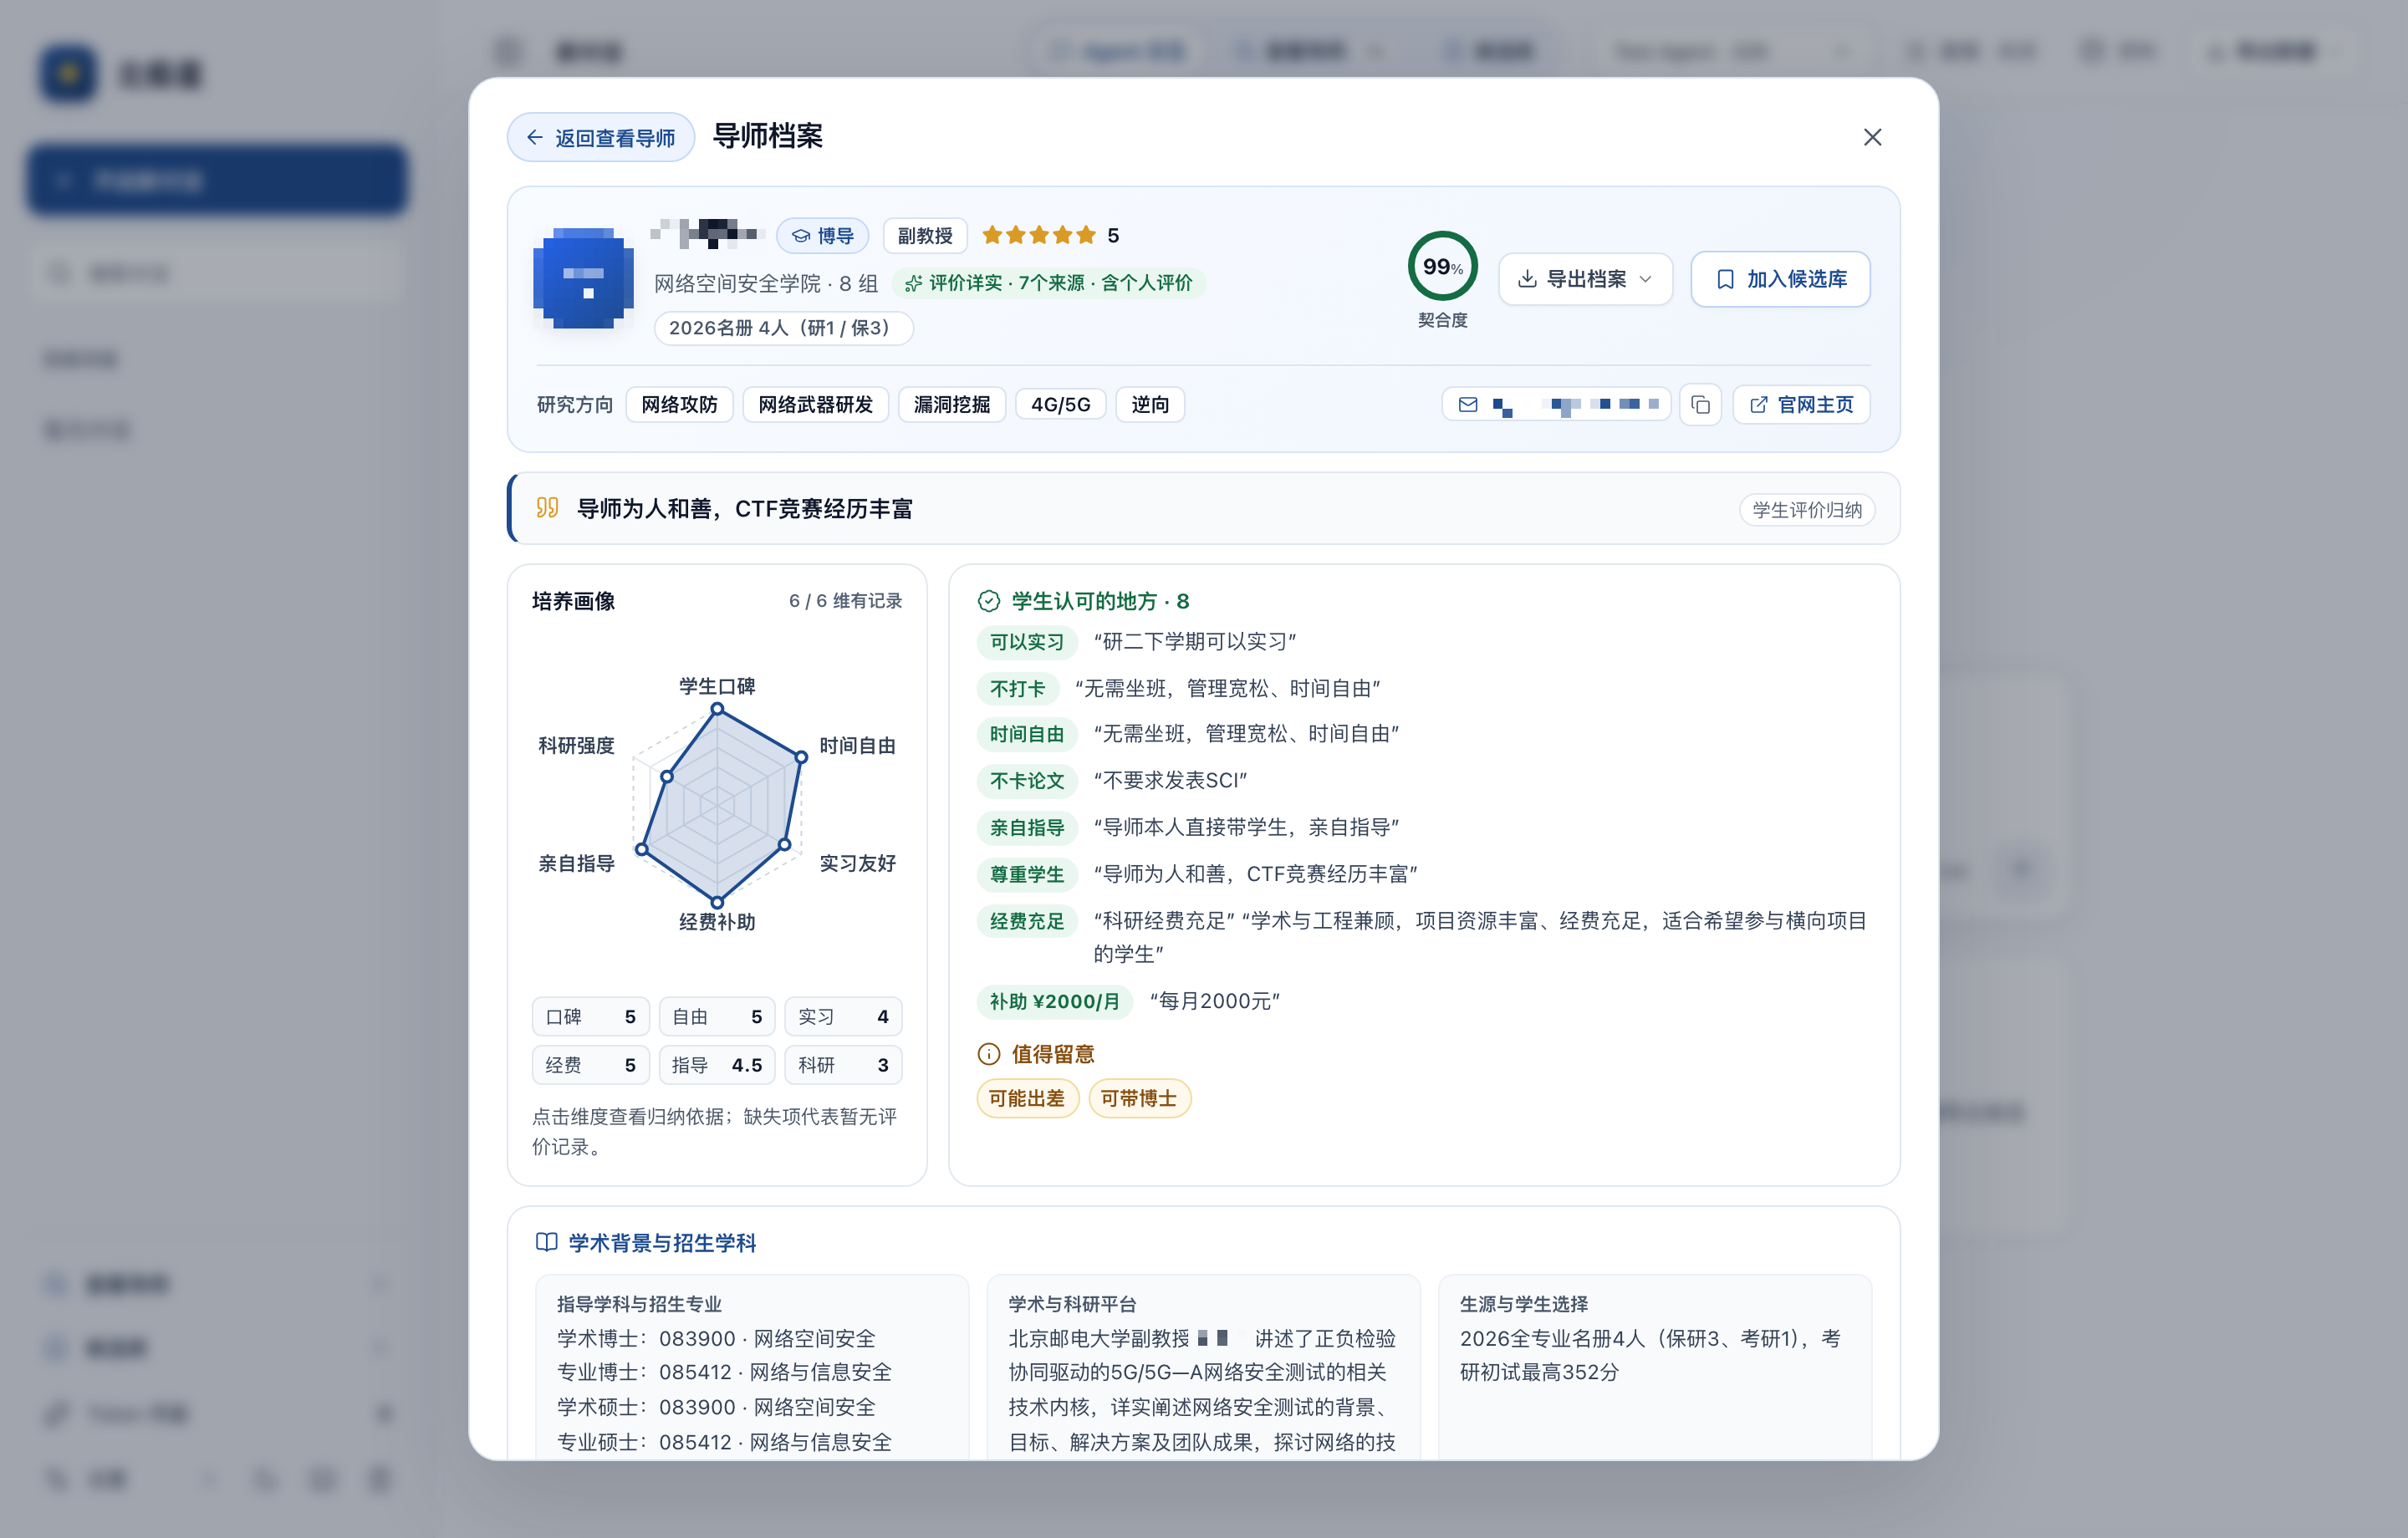 返回查看导师
导师档案
博导
副教授
5
网络空间安全学院 · 8 组
评价详实 · 7个来源 · 含个人评价
2026名册 4人（研1 / 保3）
99%
契合度
导出档案
加入候选库
研究方向
网络攻防
网络武器研发
漏洞挖掘
4G/5G
逆向
官网主页
导师为人和善，CTF竞赛经历丰富
学生评价归纳
培养画像
6 / 6 维有记录
学生口碑
时间自由
实习友好
经费补助
亲自指导
科研强度
口碑 5
自由 5
实习 4
经费 5
指导 4.5
科研 3
点击维度查看归纳依据；缺失项代表暂无评
价记录。
学生认可的地方 · 8
可以实习 “研二下学期可以实习”
不打卡 “无需坐班，管理宽松、时间自由”
时间自由 “无需坐班，管理宽松、时间自由”
不卡论文 “不要求发表SCI”
亲自指导 “导师本人直接带学生，亲自指导”
尊重学生 “导师为人和善，CTF竞赛经历丰富”
经费充足 “科研经费充足” “学术与工程兼顾，项目资源丰富、经费充足，适合希望参与横向项目
的学生”
补助 ¥2000/月 “每月2000元”
值得留意
可能出差
可带博士
学术背景与招生学科
指导学科与招生专业
学术博士：083900 · 网络空间安全
专业博士：085412 · 网络与信息安全
学术硕士：083900 · 网络空间安全
专业硕士：085412 · 网络与信息安全
学术与科研平台
北京邮电大学副教授 讲述了正负检验
协同驱动的5G/5G—A网络安全测试的相关
技术内核，详实阐述网络安全测试的背景、
目标、解决方案及团队成果，探讨网络的技
生源与学生选择
2026全专业名册4人（保研3、考研1），考
研初试最高352分